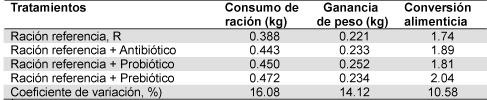 Tratamientos Consumo de Ganancia Conversión
ración (kg) de peso (kg) alimenticia
Ración referencia, R 0.388 0.221 1.74
Ración referencia + Antibiótico 0.443 0.233 1.89
Ración referencia + Probiótico 0.450 0.252 1.81
Ración referencia + Prebiótico 0.472 0.234 2.04
Coeficiente de variación, %) 16.08 14.12 10.58